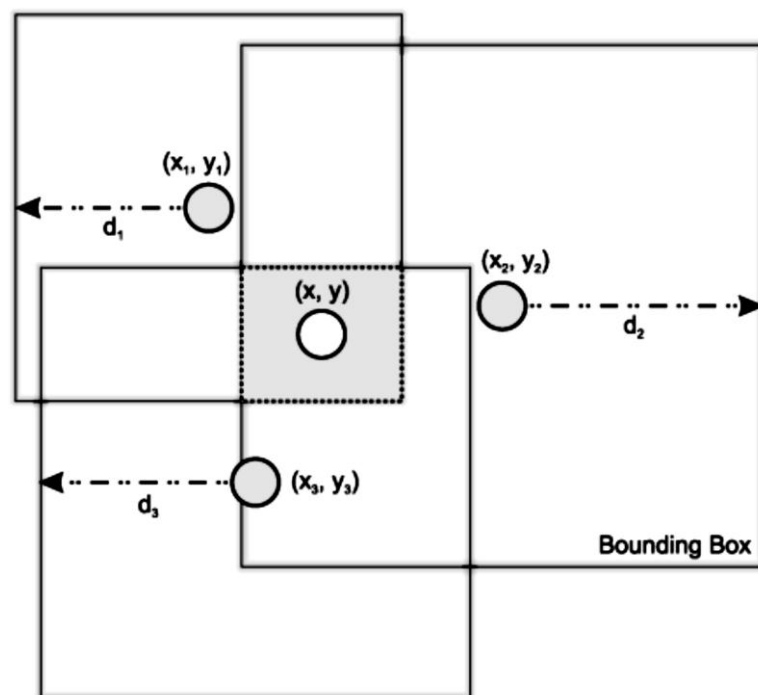 (x₁, y₁)
d₁
(x₂, y₂)
(x, y)
d₂
(x₃, y₃)
d₃
Bounding Box